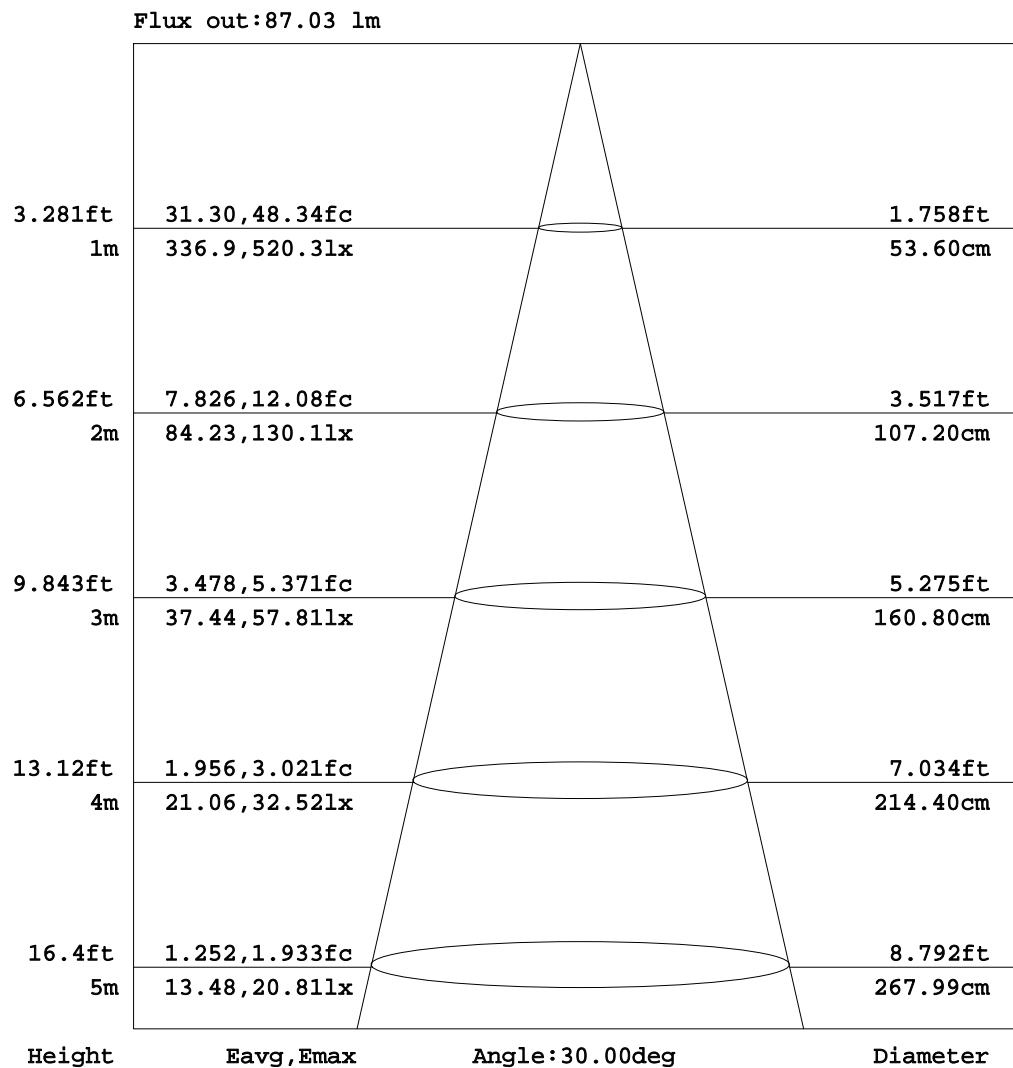 Flux out:87.03 lm
3.281ft 31.30,48.34fc 1.758ft
1m 336.9,520.3lx 53.60cm
6.562ft 7.826,12.08fc 3.517ft
2m 84.23,130.1lx 107.20cm
9.843ft 3.478,5.371fc 5.275ft
3m 37.44,57.81lx 160.80cm
13.12ft 1.956,3.021fc 7.034ft
4m 21.06,32.52lx 214.40cm
16.4ft 1.252,1.933fc 8.792ft
5m 13.48,20.81lx 267.99cm
Height Eavg,Emax Angle:30.00deg Diameter